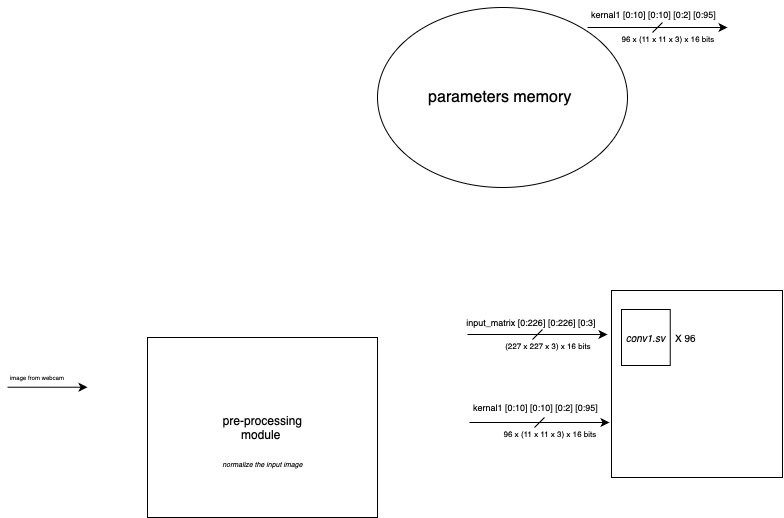 kernal1 [0:10] [0:10] [0:2] [0:95]
96 x (11 x 11 x 3) x 16 bits
parameters memory
input_matrix [0:226] [0:226] [0:3]
(227 x 227 x 3) x 16 bits
conv1.sv
X 96
image from webcam
kernal1 [0:10] [0:10] [0:2] [0:95]
96 x (11 x 11 x 3) x 16 bits
pre-processing
module
normalize the input image